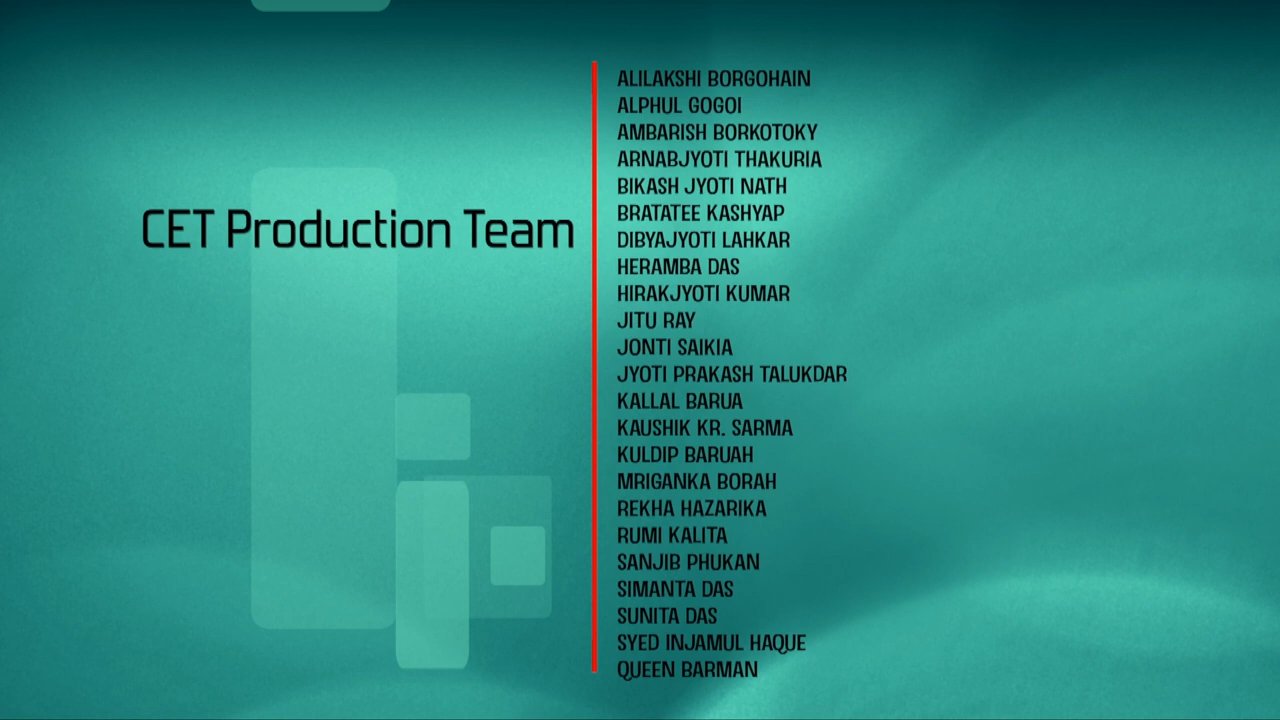 CET Production Team
ALILAKSHI BORGOHAIN
ALPHUL GOGOI
AMBARISH BORKOTOKY
ARNABJYOTI THAKURIA
BIKASH JYOTI NATH
BRATATEE KASHYAP
DIBYAJYOTI LAHKAR
HERAMBA DAS
HIRAKJYOTI KUMAR
JITU RAY
JONTI SAIKIA
JYOTI PRAKASH TALUKDAR
KALLAL BARUA
KAUSHIK KR. SARMA
KULDIP BARUAH
MRIGANKA BORAH
REKHA HAZARIKA
RUMI KALITA
SANJIB PHUKAN
SIMANTA DAS
SUNITA DAS
SYED INJAMUL HAQUE
QUEEN BARMAN